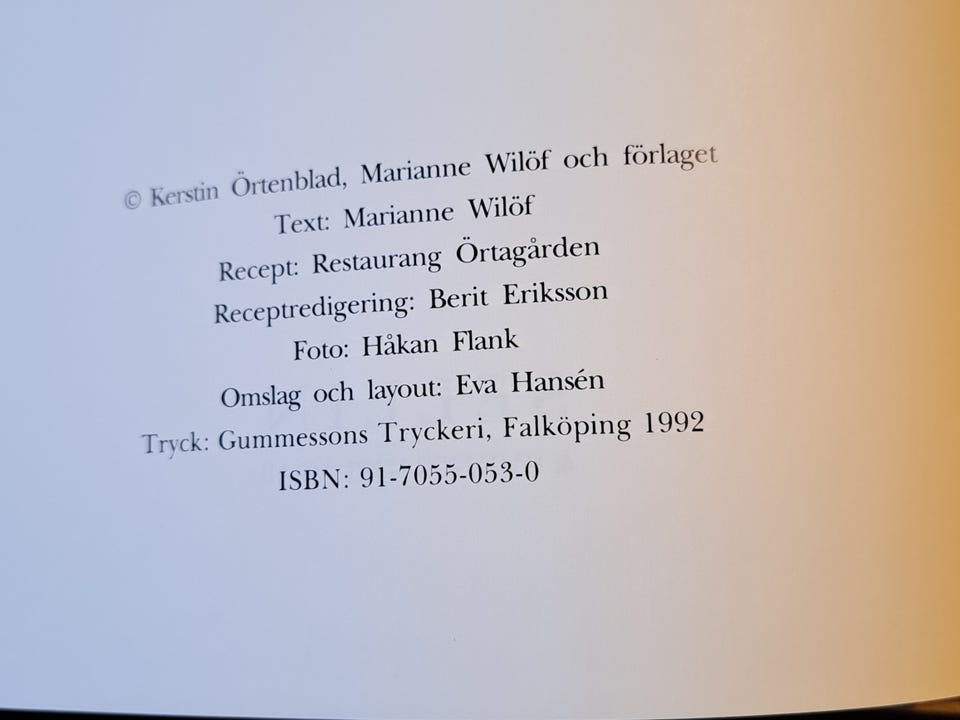 © Kerstin Örtenblad, Marianne Wilöf och förlaget
Text: Marianne Wilöf
Recept: Restaurang Örtagården
Receptredigering: Berit Eriksson
Foto: Håkan Flank
Omslag och layout: Eva Hansén
Tryck: Gummessons Tryckeri, Falköping 1992
ISBN: 91-7055-053-0